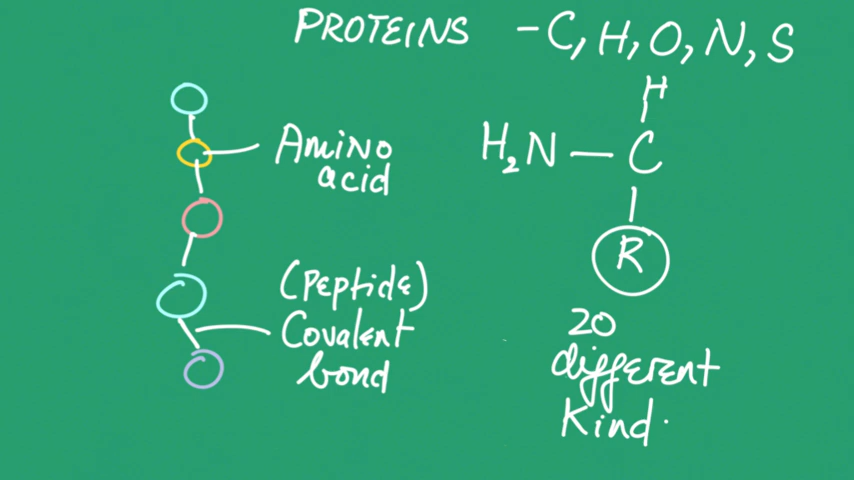 PROTEINS - C, H, O, N, S
Amino
acid
(Peptide)
Covalent
bond
H
H₂N — C
R
20
different
Kind.